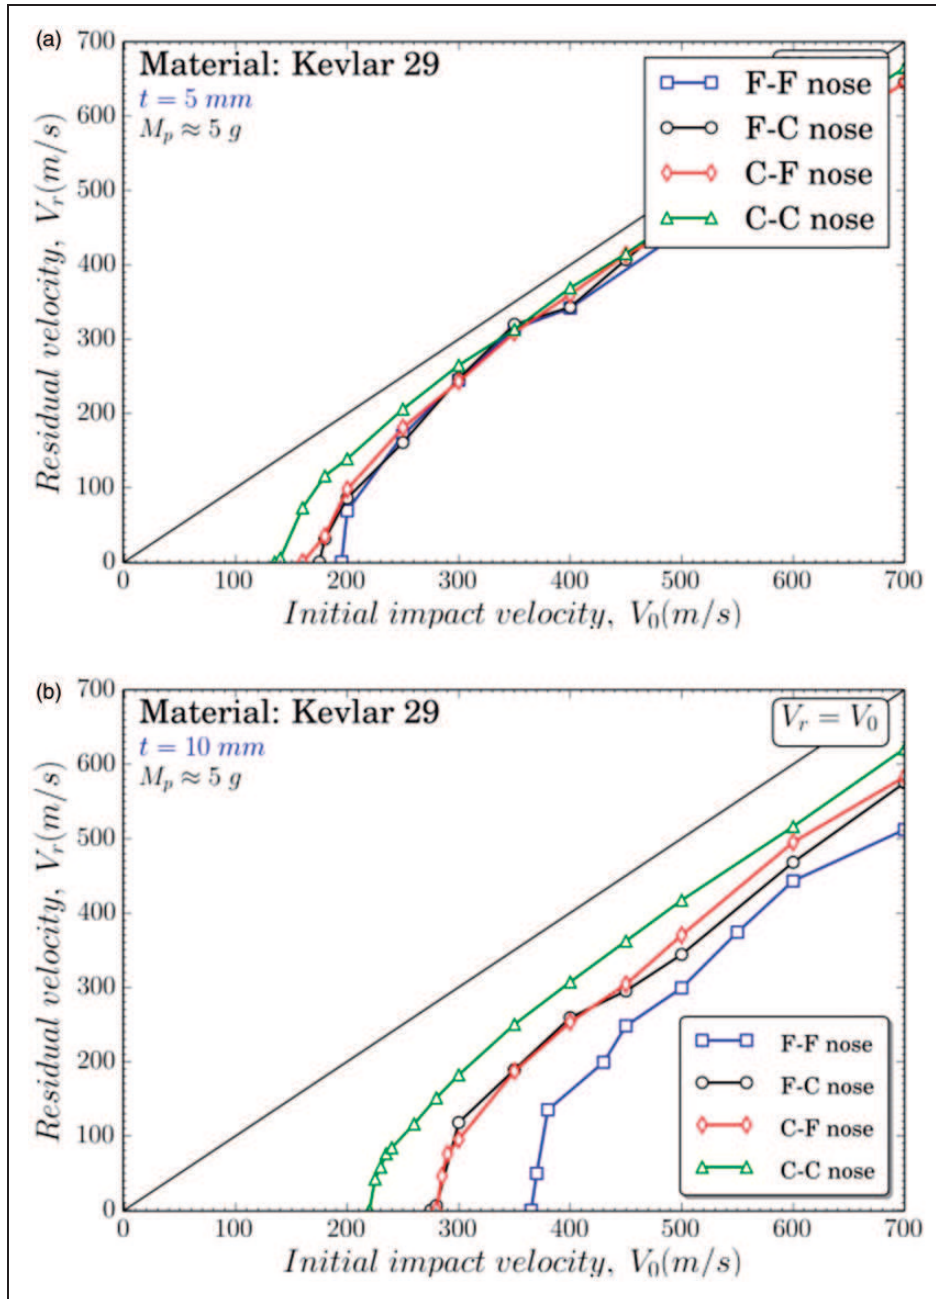 (a)
700
600
500
400
300
200
100
0
Residual velocity, V_r(m/s)
Material: Kevlar 29
t = 5 mm
M_p ≈ 5 g
F-F nose
F-C nose
C-F nose
C-C nose
0 100 200 300 400 500 600 700
Initial impact velocity, V_0(m/s)
(b)
700
600
500
400
300
200
100
0
Residual velocity, V_r(m/s)
Material: Kevlar 29
t = 10 mm
M_p ≈ 5 g
V_r = V_0
F-F nose
F-C nose
C-F nose
C-C nose
0 100 200 300 400 500 600 700
Initial impact velocity, V_0(m/s)